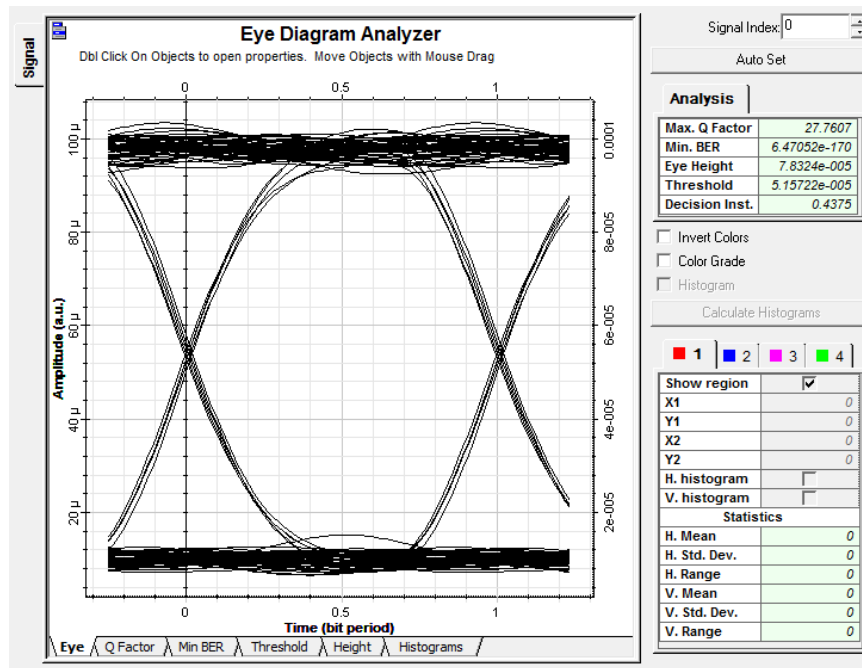 Signal
Eye Diagram Analyzer
Dbl Click On Objects to open properties. Move Objects with Mouse Drag
0 0.5 1
Amplitude (a.u.)
100 µ
80 µ
60 µ
40 µ
20 µ
0.0001
8e-005
6e-005
4e-005
2e-005
0 0.5 1
Time (bit period)
Eye Q Factor Min BER Threshold Height Histograms
Signal Index: 0
Auto Set
Analysis
Max. Q Factor 27.7607
Min. BER 6.47052e-170
Eye Height 7.8324e-005
Threshold 5.15722e-005
Decision Inst. 0.4375
Invert Colors
Color Grade
Histogram
Calculate Histograms
1 2 3 4
Show region
X1 0
Y1 0
X2 0
Y2 0
H. histogram
V. histogram
Statistics
H. Mean 0
H. Std. Dev. 0
H. Range 0
V. Mean 0
V. Std. Dev. 0
V. Range 0